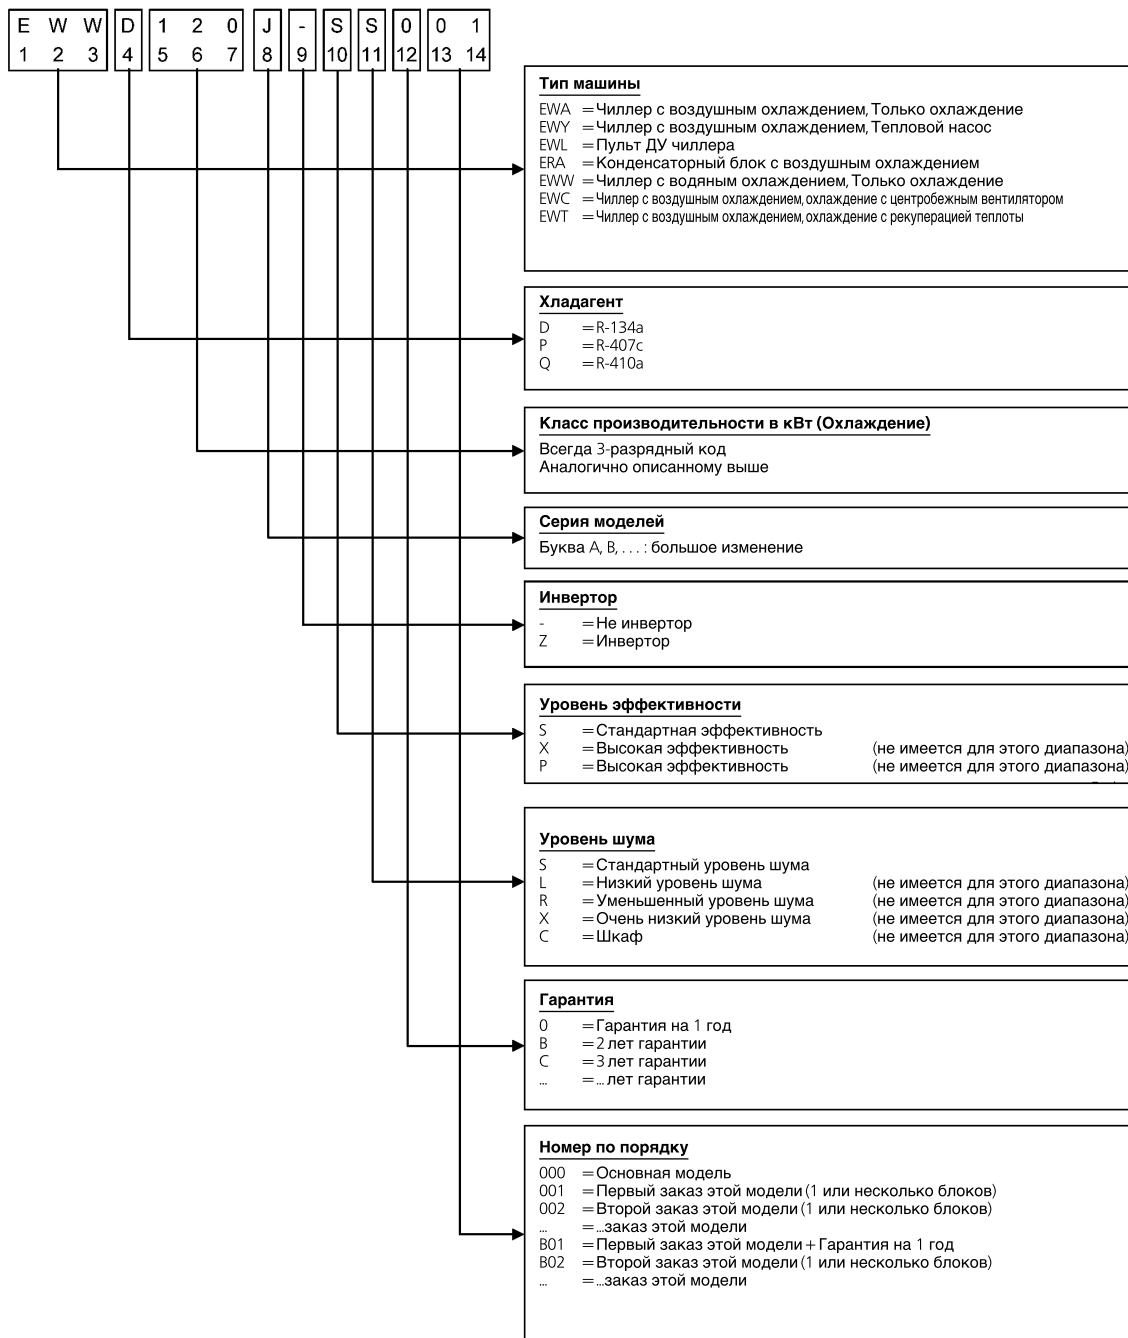 E W W D 1 2 0 J - S S 0 0 1
1 2 3 4 5 6 7 8 9 10 11 12 13 14
Тип машины
EWA =Чиллер с воздушным охлаждением, Только охлаждение
EWY =Чиллер с воздушным охлаждением, Тепловой насос
EWL =Пульт ДУ чиллера
ERA =Конденсаторный блок с воздушным охлаждением
EWW =Чиллер с водяным охлаждением, Только охлаждение
EWC =Чиллер с воздушным охлаждением, охлаждение с центробежным вентилятором
EWT =Чиллер с воздушным охлаждением, охлаждение с рекуперацией теплоты
Хладагент
D =R-134a
P =R-407c
Q =R-410a
Класс производительности в кВт (Охлаждение)
Всегда 3-разрядный код
Аналогично описанному выше
Серия моделей
Буква A, B, . . . : большое изменение
Инвертор
- =Не инвертор
Z =Инвертор
Уровень эффективности
S =Стандартная эффективность
X =Высокая эффективность (не имеется для этого диапазона)
P =Высокая эффективность (не имеется для этого диапазона)
Уровень шума
S =Стандартный уровень шума
L =Низкий уровень шума (не имеется для этого диапазона)
R =Уменьшенный уровень шума (не имеется для этого диапазона)
X =Очень низкий уровень шума (не имеется для этого диапазона)
C =Шкаф (не имеется для этого диапазона)
Гарантия
0 =Гарантия на 1 год
B =2 лет гарантии
C =3 лет гарантии
... =... лет гарантии
Номер по порядку
000 =Основная модель
001 =Первый заказ этой модели (1 или несколько блоков)
002 =Второй заказ этой модели (1 или несколько блоков)
... =...заказ этой модели
B01 =Первый заказ этой модели + Гарантия на 1 год
B02 =Второй заказ этой модели (1 или несколько блоков)
... =...заказ этой модели